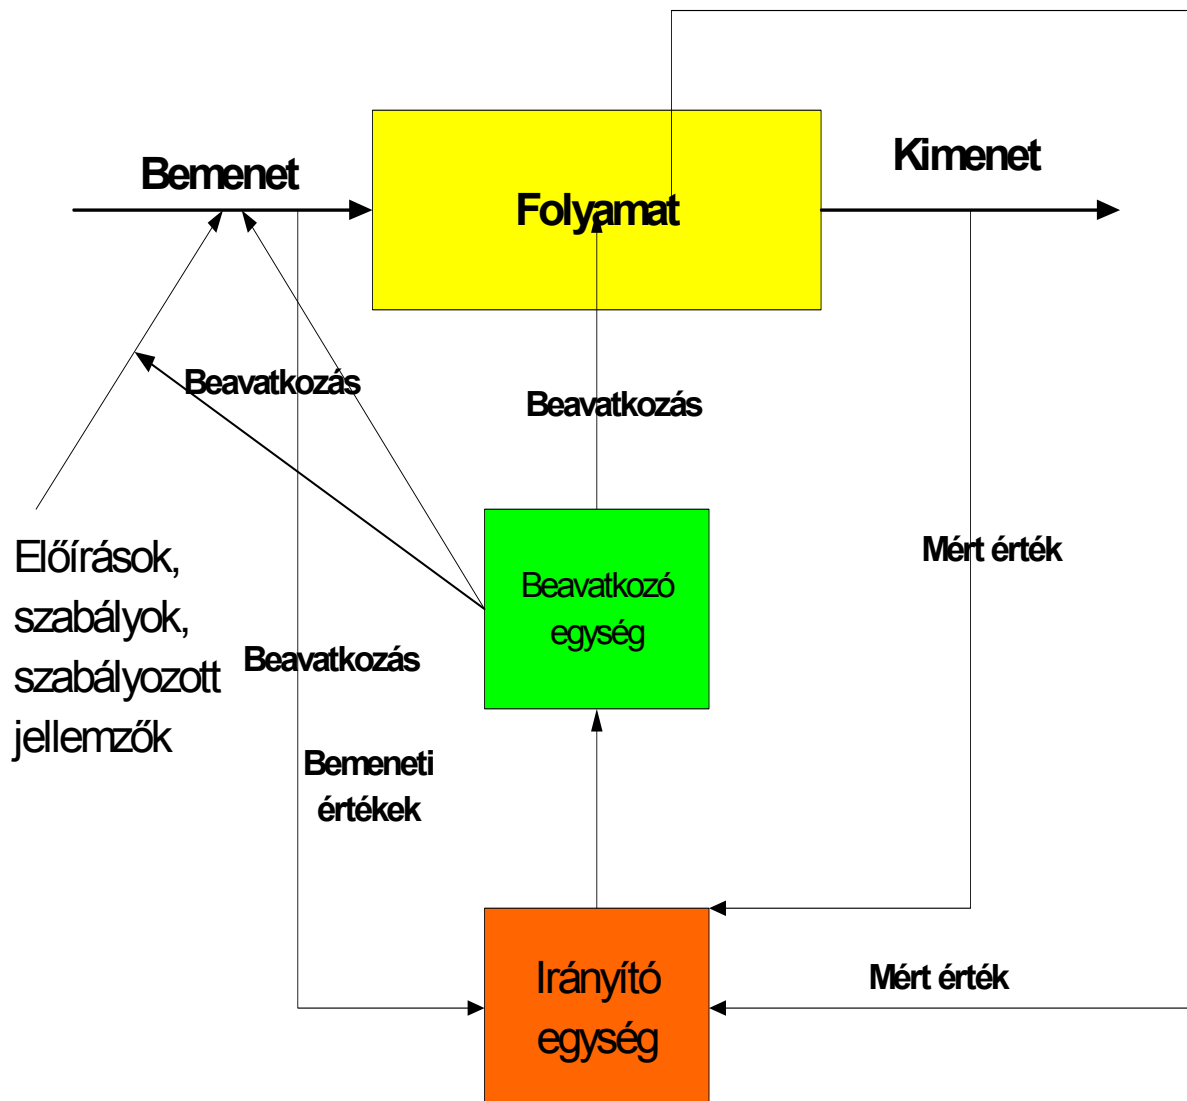 Bemenet
Kimenet
Folyamat
Beavatkozás
Beavatkozás
Előírások,
szabályok,
szabályozott
jellemzők
Beavatkozó
egység
Mért érték
Beavatkozás
Bemeneti
értékek
Irányító
egység
Mért érték